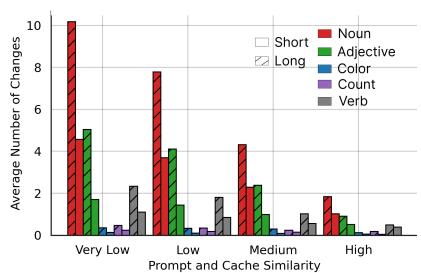 Average Number of Changes
10
8
6
4
2
0
Short
Long
Noun
Adjective
Color
Count
Verb
Very Low
Low
Medium
High
Prompt and Cache Similarity